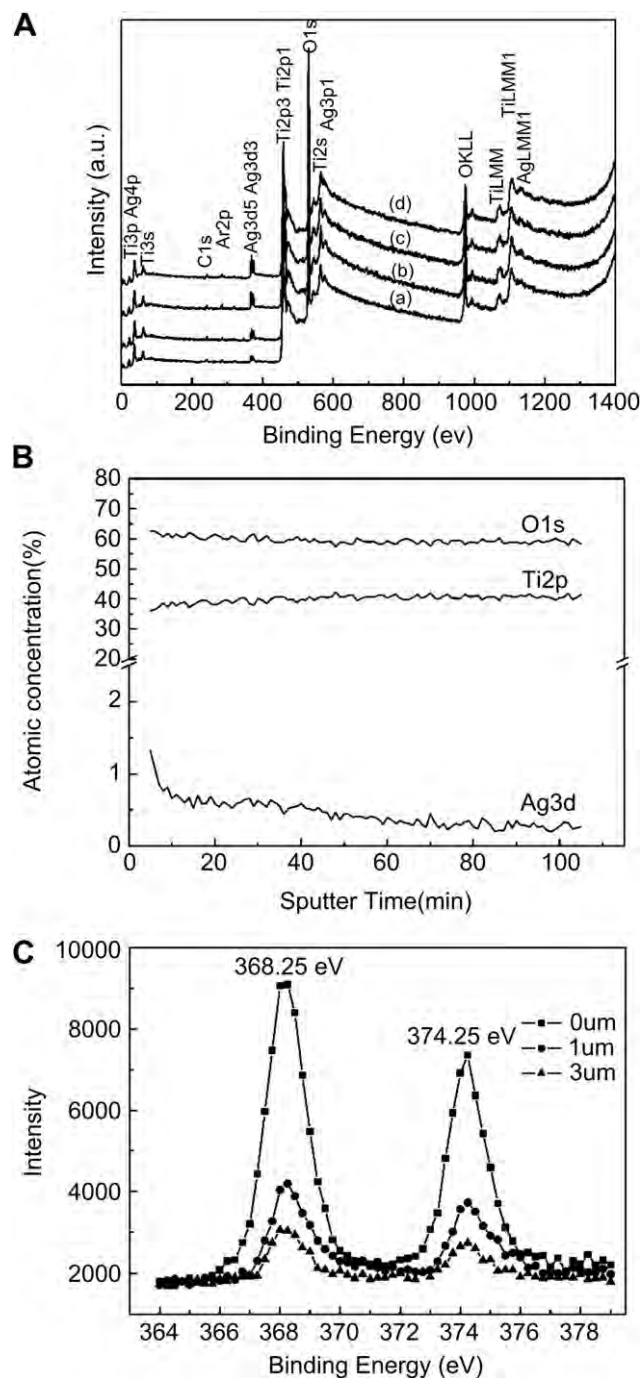 A
Intensity (a.u.)
Ti3p Ag4p
Ti3s
C1s
Ar2p
Ag3d5 Ag3d3
Ti2p3 Ti2p1
O1s
Ti2s Ag3p1
OKLL
TiLMM
TiLMM1
AgLMM1
(d)
(c)
(b)
(a)
0 200 400 600 800 1000 1200 1400
Binding Energy (ev)
B
Atomic concentration(%)
80
70
60
50
40
30
20
2
1
0
O1s
Ti2p
Ag3d
0 20 40 60 80 100
Sputter Time(min)
C
Intensity
10000
8000
6000
4000
2000
368.25 eV
374.25 eV
0um
1um
3um
364 366 368 370 372 374 376 378
Binding Energy (eV)